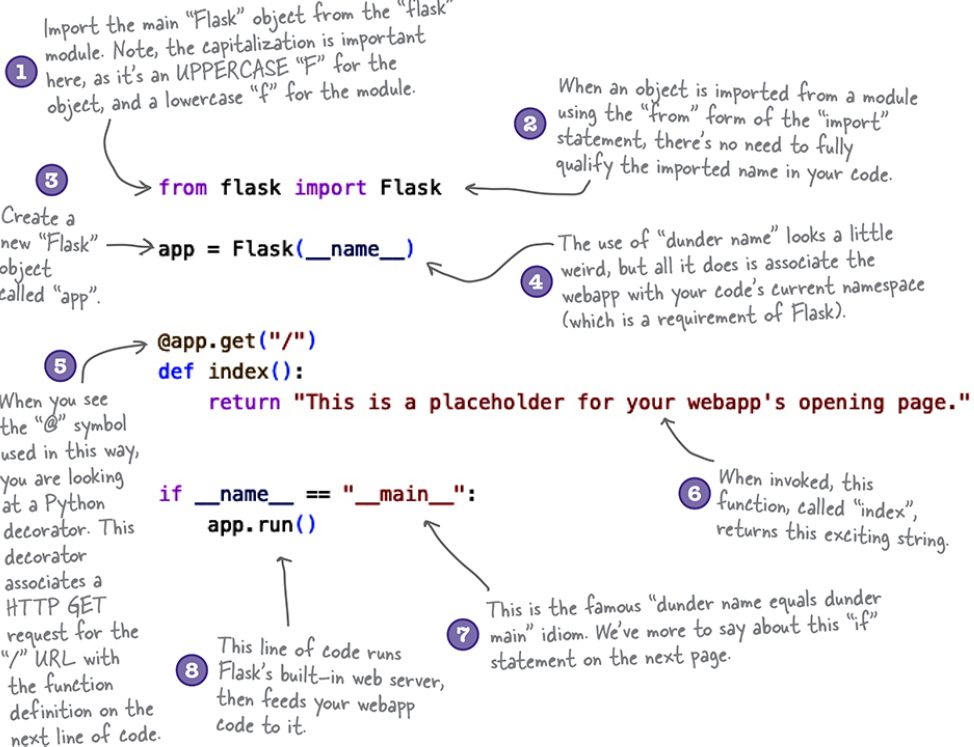 1
Import the main "Flask" object from the "flask"
module. Note, the capitalization is important
here, as it's an UPPERCASE "F" for the
object, and a lowercase "f" for the module.
2
When an object is imported from a module
using the "from" form of the "import"
statement, there's no need to fully
qualify the imported name in your code.
from flask import Flask
3
Create a
new "Flask"
object
called "app".
app = Flask(__name__)
4
The use of "dunder name" looks a little
weird, but all it does is associate the
webapp with your code's current namespace
(which is a requirement of Flask).
@app.get("/")
def index():
return "This is a placeholder for your webapp's opening page."
5
When you see
the "@" symbol
used in this way,
you are looking
at a Python
decorator. This
decorator
associates a
HTTP GET
request for the
"/" URL with
the function
definition on the
next line of code.
6
When invoked, this
function, called "index",
returns this exciting string.
if __name__ == "__main__":
app.run()
7
This is the famous "dunder name equals dunder
main" idiom. We've more to say about this "if"
statement on the next page.
8
This line of code runs
Flask's built-in web server,
then feeds your webapp
code to it.